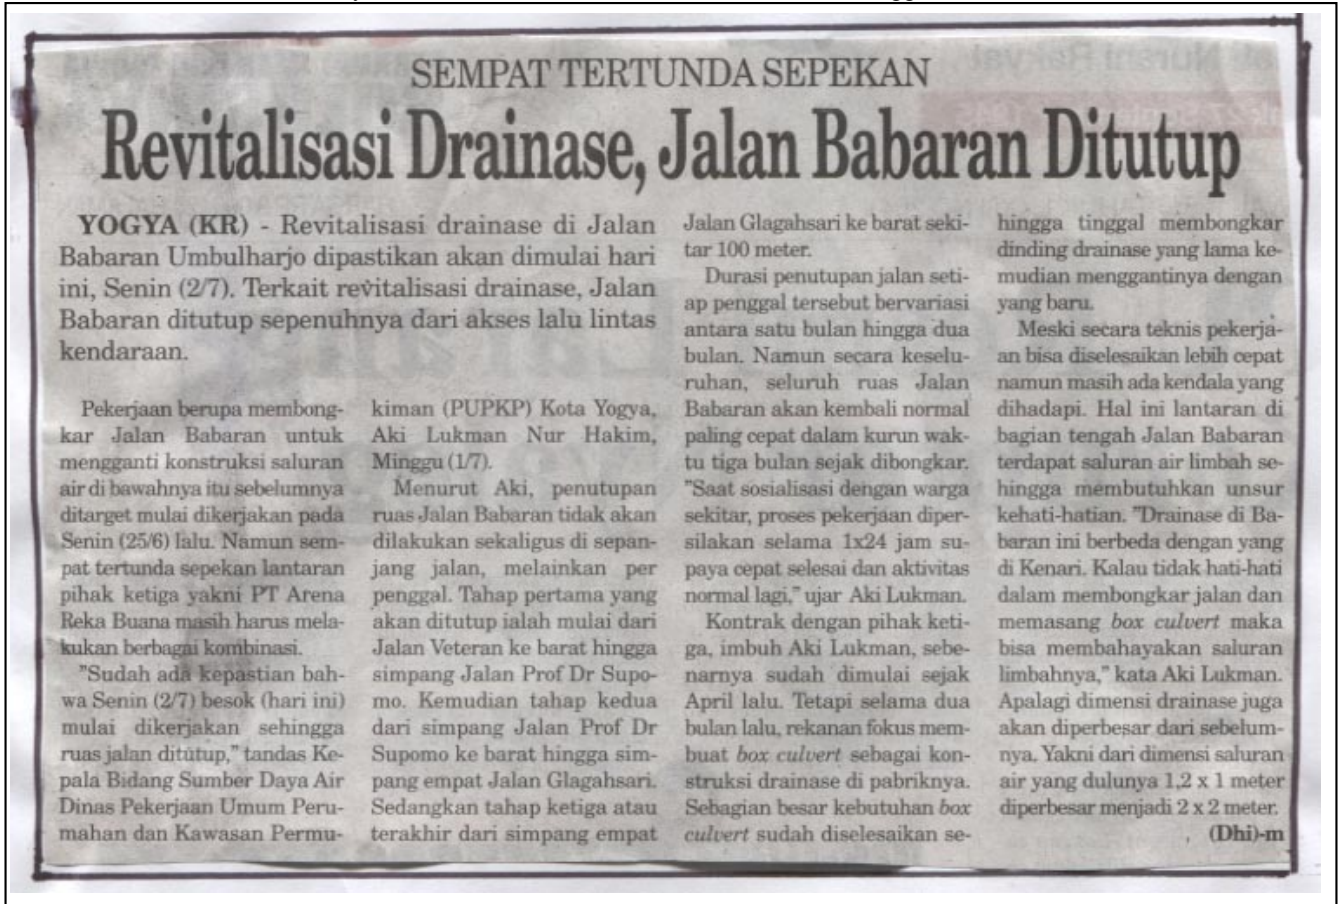 SEMPAT TERTUNDA SEPEKAN
Revitalisasi Drainase, Jalan Babaran Ditutup
YOGYA (KR) - Revitalisasi drainase di Jalan
Babaran Umbulharjo dipastikan akan dimulai hari
ini, Senin (2/7). Terkait revitalisasi drainase, Jalan
Babaran ditutup sepenuhnya dari akses lalu lintas
kendaraan.
Pekerjaan berupa membong-
kar Jalan Babaran untuk
mengganti konstruksi saluran
air di bawahnya itu sebelumnya
ditarget mulai dikerjakan pada
Senin (25/6) lalu. Namun sem-
pat tertunda sepekan lantaran
pihak ketiga yakni PT Arena
Reka Buana masih harus mela-
kukan berbagai kombinasi.
"Sudah ada kepastian bah-
wa Senin (2/7) besok (hari ini)
mulai dikerjakan sehingga
ruas jalan ditutup," tandas Ke-
pala Bidang Sumber Daya Air
Dinas Pekerjaan Umum Peru-
mahan dan Kawasan Permu-
kiman (PUPKP) Kota Yogya,
Aki Lukman Nur Hakim,
Minggu (1/7).
Menurut Aki, penutupan
ruas Jalan Babaran tidak akan
dilakukan sekaligus di sepan-
jang jalan, melainkan per
penggal. Tahap pertama yang
akan ditutup ialah mulai dari
Jalan Veteran ke barat hingga
simpang Jalan Prof Dr Supo-
mo. Kemudian tahap kedua
dari simpang Jalan Prof Dr
Supomo ke barat hingga sim-
pang empat Jalan Glagahsari.
Sedangkan tahap ketiga atau
terakhir dari simpang empat
Jalan Glagahsari ke barat seki-
tar 100 meter.
Durasi penutupan jalan seti-
ap penggal tersebut bervariasi
antara satu bulan hingga dua
bulan. Namun secara keselu-
ruhan, seluruh ruas Jalan
Babaran akan kembali normal
paling cepat dalam kurun wak-
tu tiga bulan sejak dibongkar.
"Saat sosialisasi dengan warga
sekitar, proses pekerjaan diper-
silakan selama 1x24 jam su-
paya cepat selesai dan aktivitas
normal lagi," ujar Aki Lukman.
Kontrak dengan pihak keti-
ga, imbuh Aki Lukman, sebe-
narnya sudah dimulai sejak
April lalu. Tetapi selama dua
bulan lalu, rekanan fokus mem-
buat box culvert sebagai kon-
struksi drainase di pabriknya.
Sebagian besar kebutuhan box
culvert sudah diselesaikan se-
hingga tinggal membongkar
dinding drainase yang lama ke-
mudian menggantinya dengan
yang baru.
Meski secara teknis pekerja-
an bisa diselesaikan lebih cepat
namun masih ada kendala yang
dihadapi. Hal ini lantaran di
bagian tengah Jalan Babaran
terdapat saluran air limbah se-
hingga membutuhkan unsur
kehati-hatian. "Drainase di Ba-
baran ini berbeda dengan yang
di Kenari. Kalau tidak hati-hati
dalam membongkar jalan dan
memasang box culvert maka
bisa membahayakan saluran
limbahnya," kata Aki Lukman.
Apalagi dimensi drainase juga
akan diperbesar dari sebelum-
nya. Yakni dari dimensi saluran
air yang dulunya 1,2 x 1 meter
diperbesar menjadi 2 x 2 meter.
(Dhi)-m